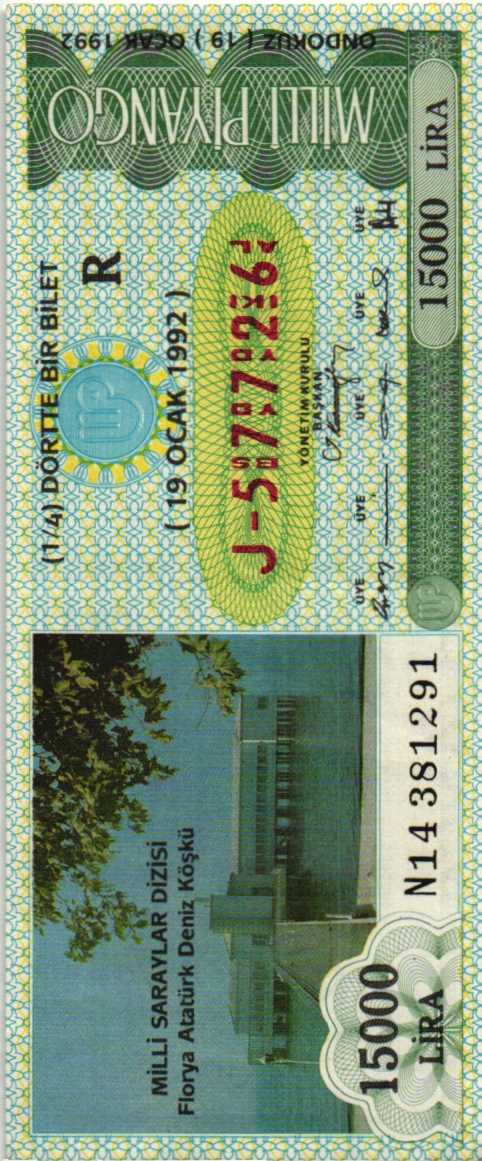 MİLLİ SARAYLAR DİZİSİ
Florya Atatürk Deniz Köşkü
15000
LİRA
N14 381291
(1/4) DÖRTTE BİR BİLET
R
( 19 OCAK 1992 )
J-577726
YÖNETİM KURULU
BAŞKAN
ÜYE ÜYE ÜYE ÜYE ÜYE
15000 LİRA
MİLLİ PİYANGO
ONDOKUZ ( 19 ) OCAK 1992